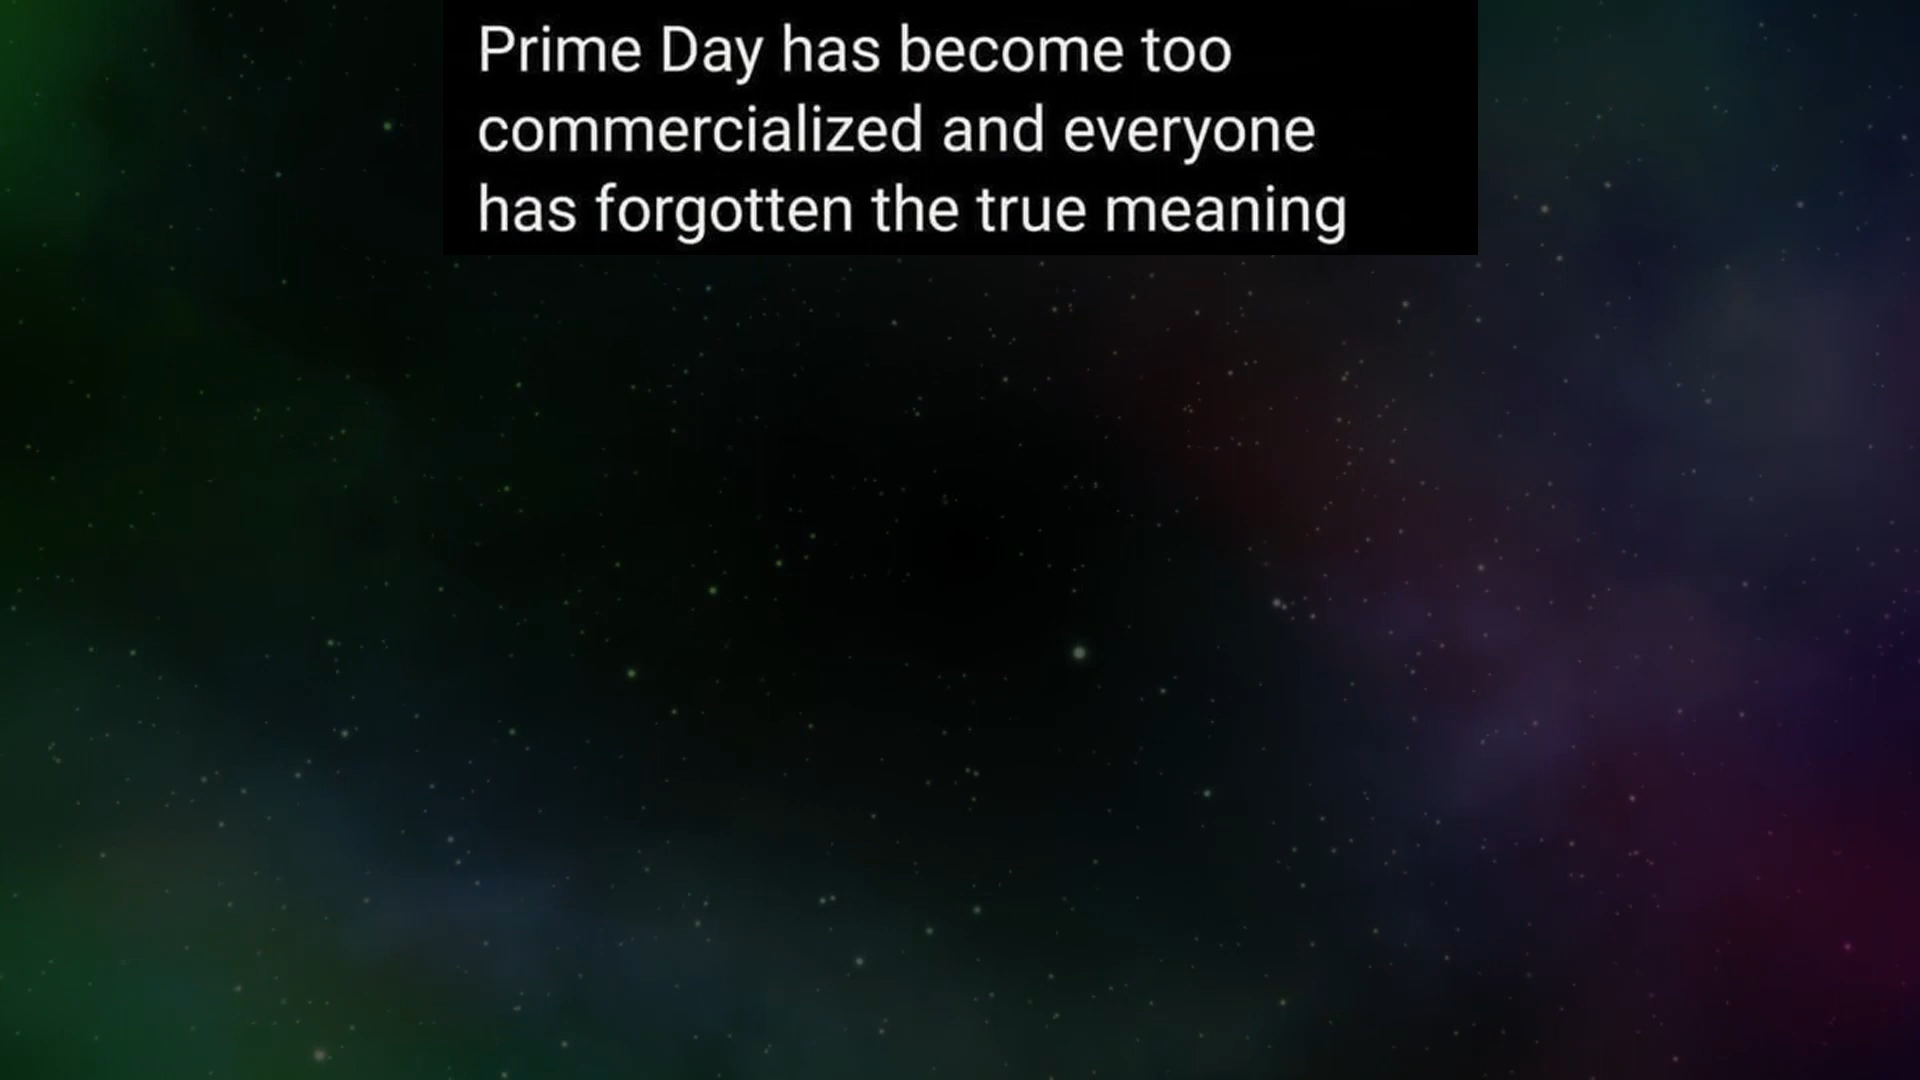 Prime Day has become too
commercialized and everyone
has forgotten the true meaning